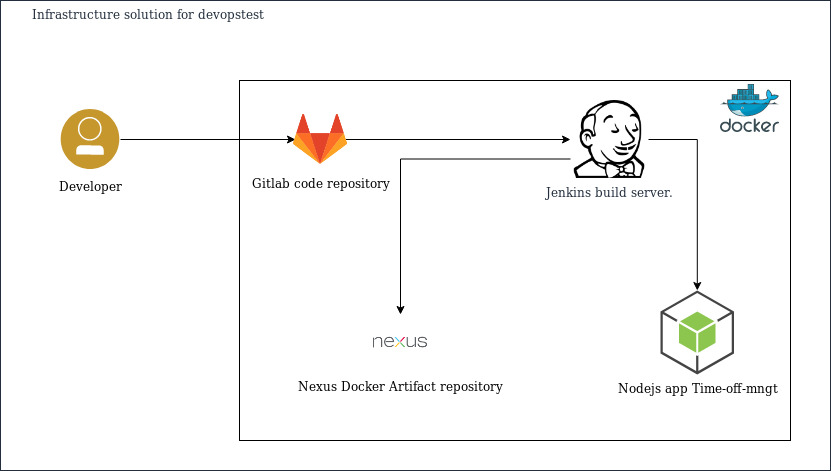 Infrastructure solution for devopstest
docker
Developer
Gitlab code repository
Jenkins build server.
nexus
Nexus Docker Artifact repository
Nodejs app Time-off-mngt